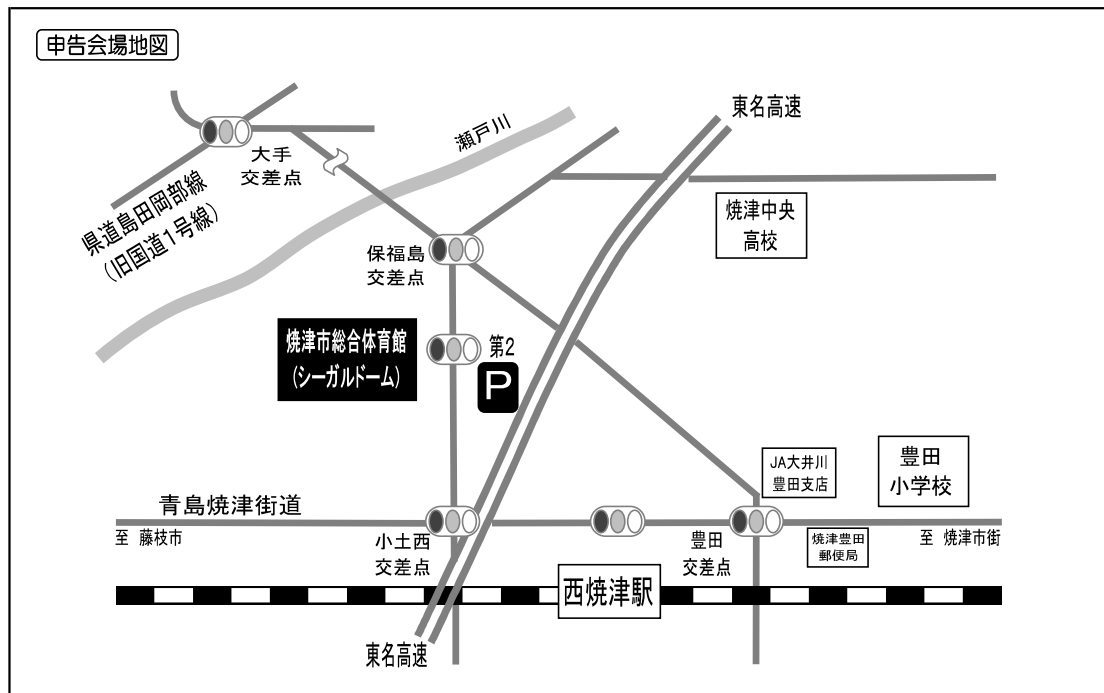 申告会場地図
東名高速
瀬戸川
大手
交差点
県道島田岡部線
(旧国道1号線)
焼津中央
高校
保福島
交差点
焼津市総合体育館
(シーガルドーム)
第2
P
JA大井川
豊田支店
豊田
小学校
青島焼津街道
至 藤枝市
小土西
交差点
豊田
交差点
焼津豊田
郵便局
至 焼津市街
西焼津駅
東名高速